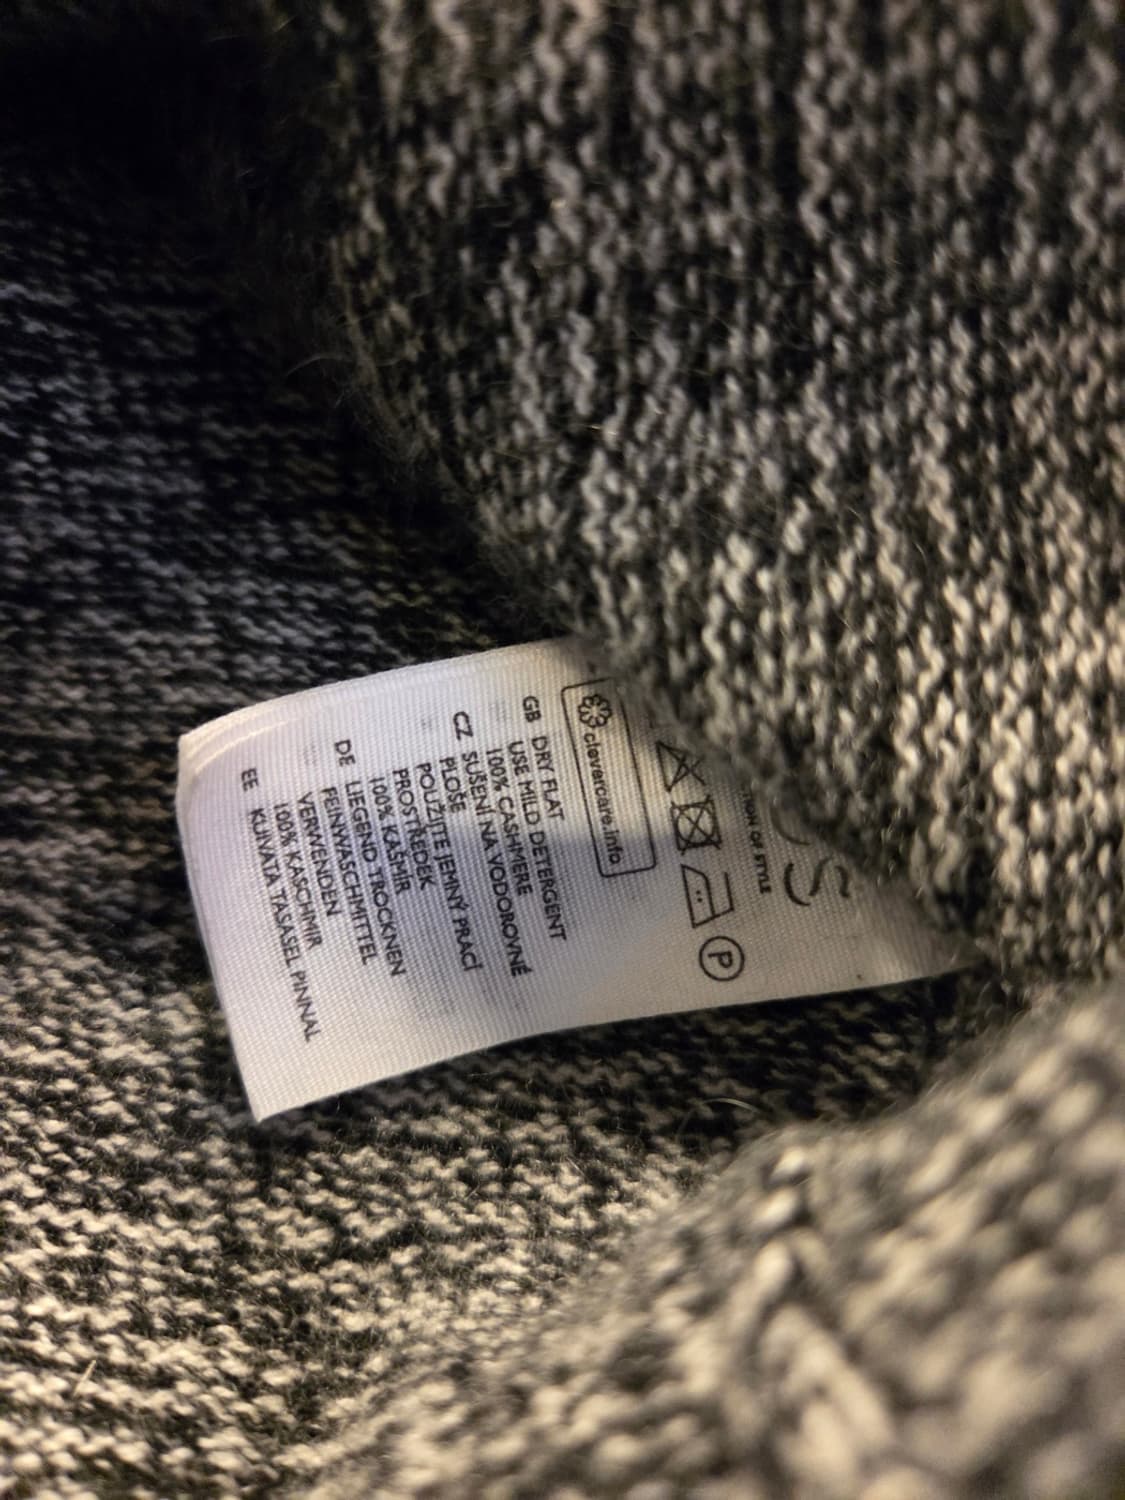 TION OF STYLE
P
clevercare.info
GB DRY FLAT
USE MILD DETERGENT
100% CASHMERE
CZ SUŠENÍ NA VODOROVNÉ
PLOŠE
POUŽIJTE JEMNÝ PRACÍ
PROSTŘEDEK
100% KAŠMÍR
DE LIEGEND TROCKNEN
FEINWASCHMITTEL
VERWENDEN
100% KASCHMIR
EE KUIVATA TASASEL PINNAL